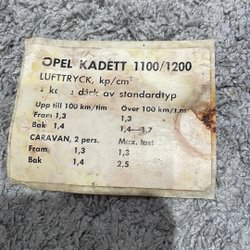 OPEL KADETT 1100/1200
LUFTTRYCK, kp/cm²
däck av standardtyp
Upp till 100 km/tim Över 100 km/t.m
Fram 1,3 1,3
Bak 1,4 1,4—1,7
CARAVAN, 2 pers. Max. last
Fram 1,3 1,3
Bak 1,4 2,5